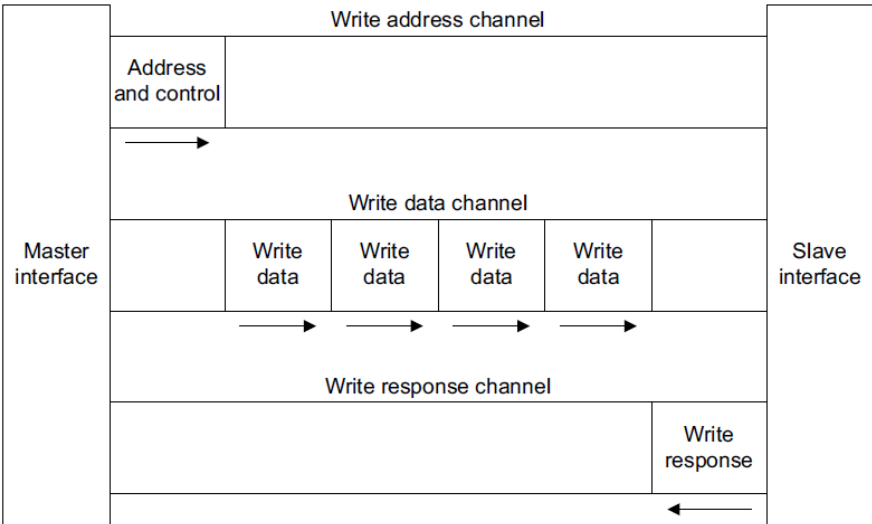 Write address channel
Address
and control
Write data channel
Master
interface
Write
data
Write
data
Write
data
Write
data
Slave
interface
Write response channel
Write
response